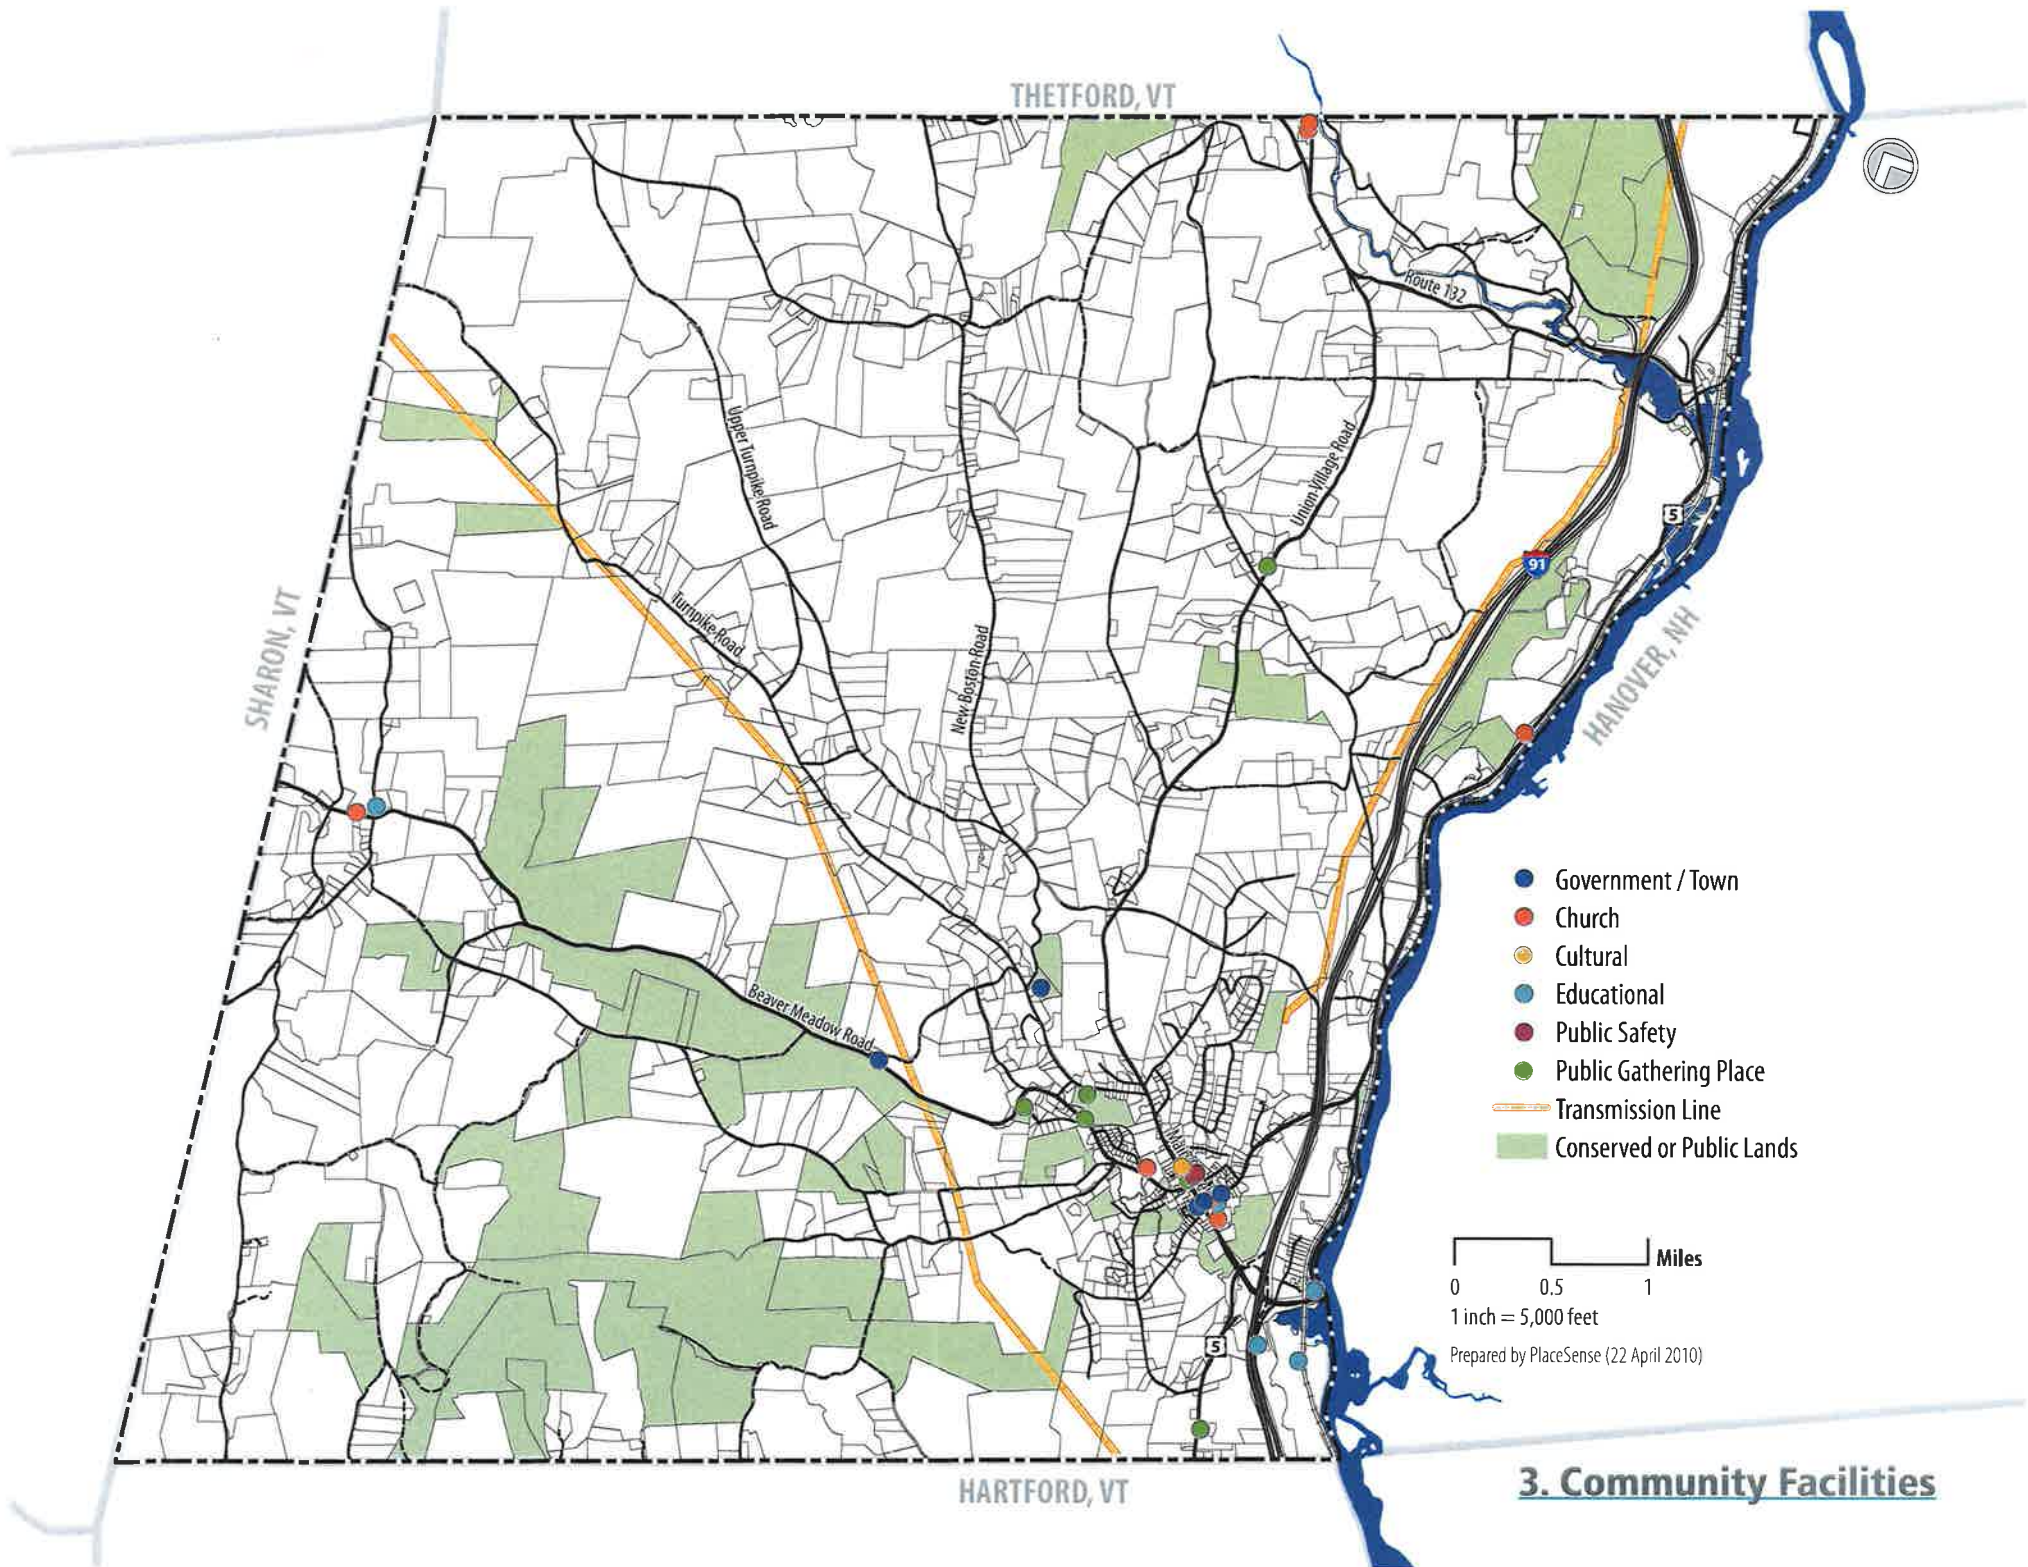 THETFORD, VT
Route 132
Upper Turnpike Road
Union Village Road
5
91
SHARON, VT
Turnpike Road
New Boston Road
HANOVER, NH
Government / Town
Church
Cultural
Educational
Public Safety
Beaver Meadow Road
Public Gathering Place
Transmission Line
Conserved or Public Lands
Miles
0 0.5 1
1 inch = 5,000 feet
5
Prepared by PlaceSense (22 April 2010)
3. Community Facilities
HARTFORD, VT